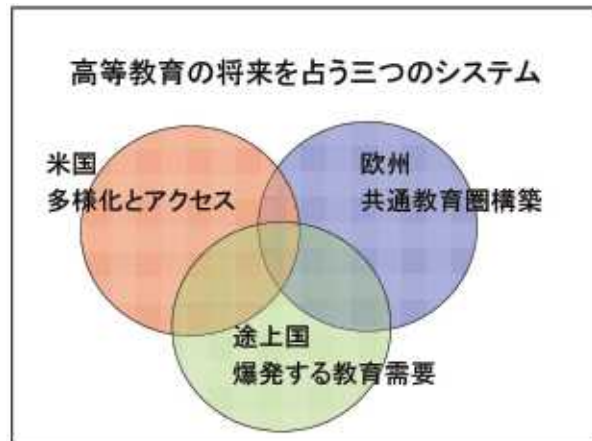 高等教育の将来を占う三つのシステム
米国
多様化とアクセス
欧州
共通教育圏構築
途上国
爆発する教育需要